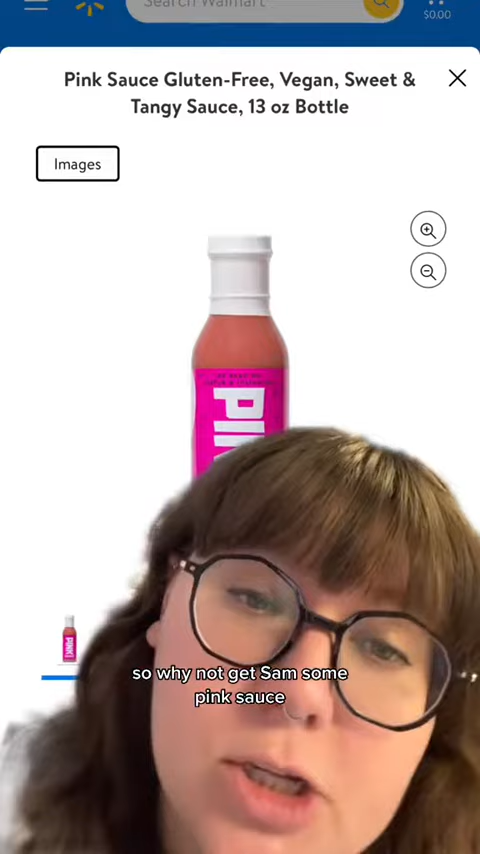 Search Walmart
$0.00
Pink Sauce Gluten-Free, Vegan, Sweet &
Tangy Sauce, 13 oz Bottle
Images
so why not get Sam some
pink sauce